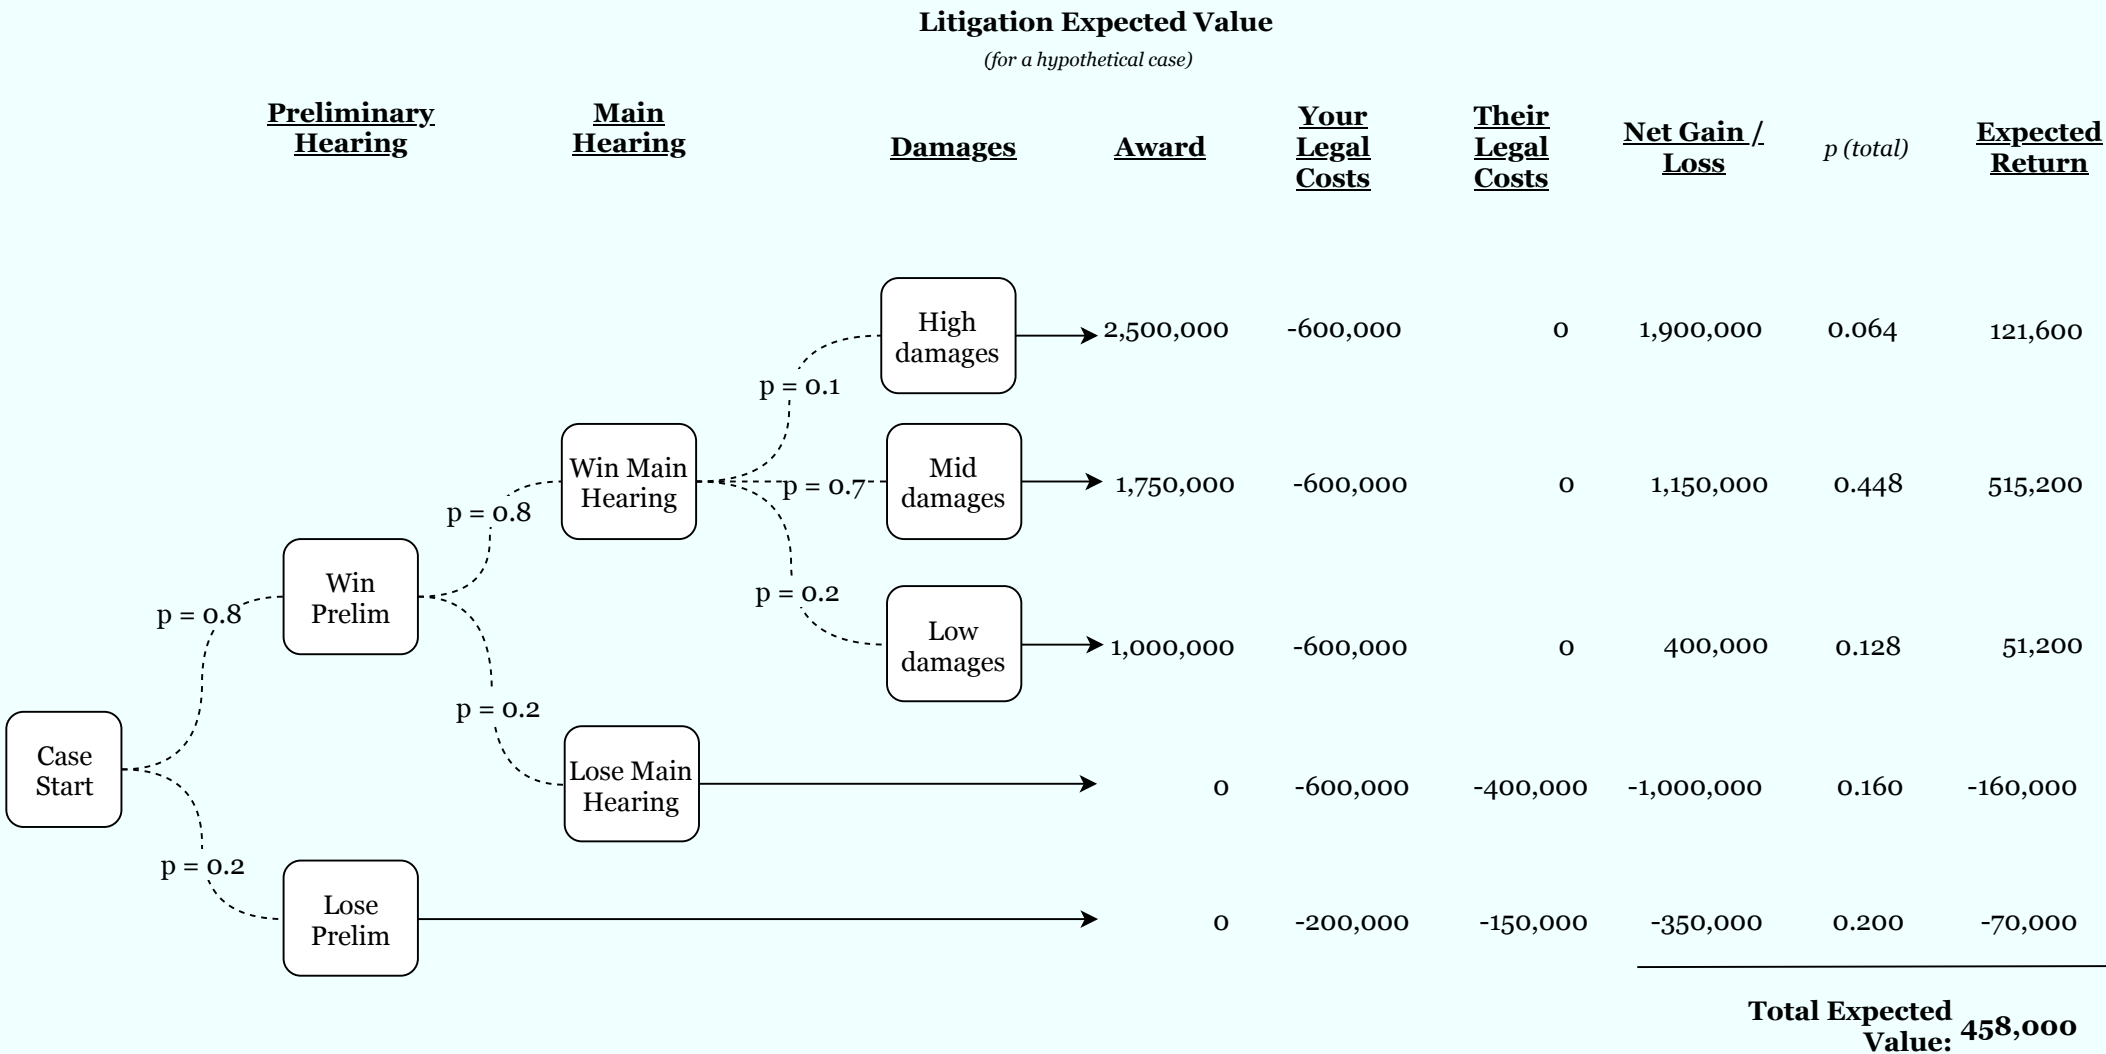 Litigation Expected Value
(for a hypothetical case)
Preliminary
Hearing
Main
Hearing
Damages
Award
Your
Legal
Costs
Their
Legal
Costs
Net Gain /
Loss
p (total)
Expected
Return
High
damages
2,500,000 -600,000 0 1,900,000 0.064 121,600
p = 0.1
Win Main
Hearing
p = 0.7
Mid
damages
1,750,000 -600,000 0 1,150,000 0.448 515,200
p = 0.8
Win
Prelim
p = 0.2
p = 0.8
Low
damages
1,000,000 -600,000 0 400,000 0.128 51,200
p = 0.2
Case
Start
Lose Main
Hearing
0 -600,000 -400,000 -1,000,000 0.160 -160,000
p = 0.2
Lose
Prelim
0 -200,000 -150,000 -350,000 0.200 -70,000
Total Expected
Value:
458,000